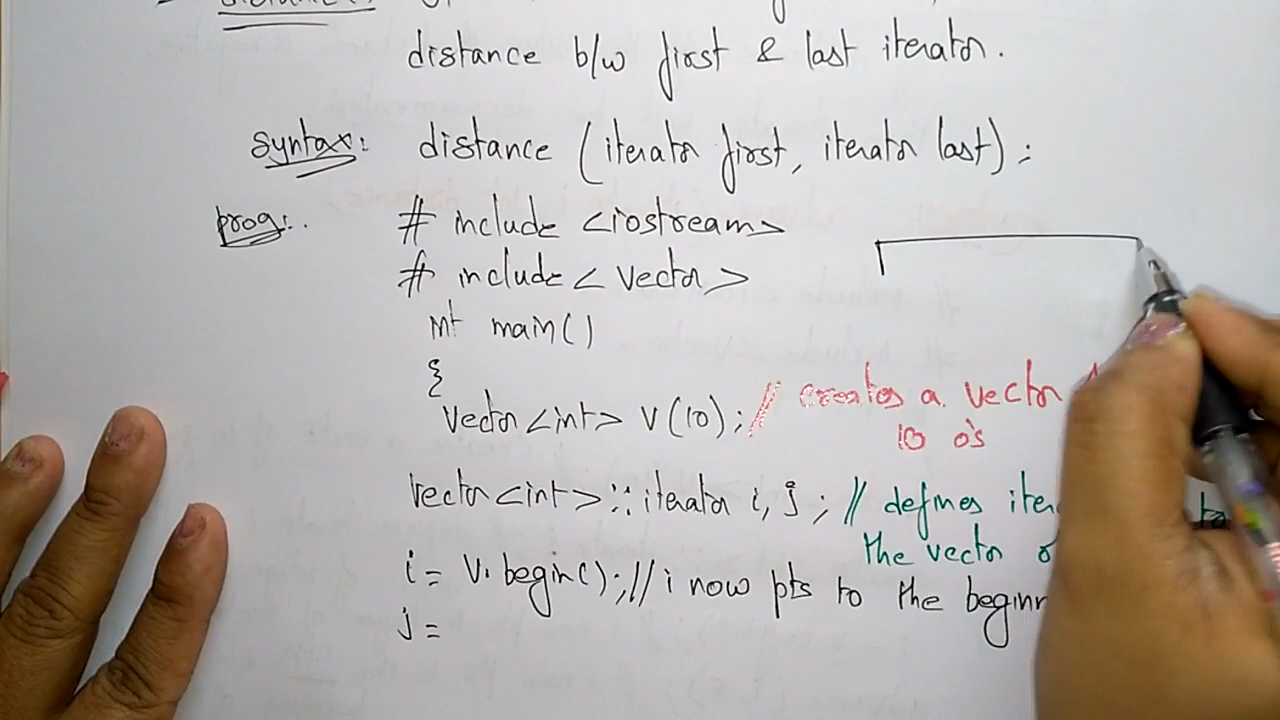 distance b/w first & last iterator.
syntax: distance (iterator first, iterator last);
prog:. # include <iostream>
# include < vector >
int main()
{
vector <int> v(10); // creates a vector
10 0's
vector <int> :: iterator i, j ; // defines
the vector
i = v. begin(); // i now pts to the
j =